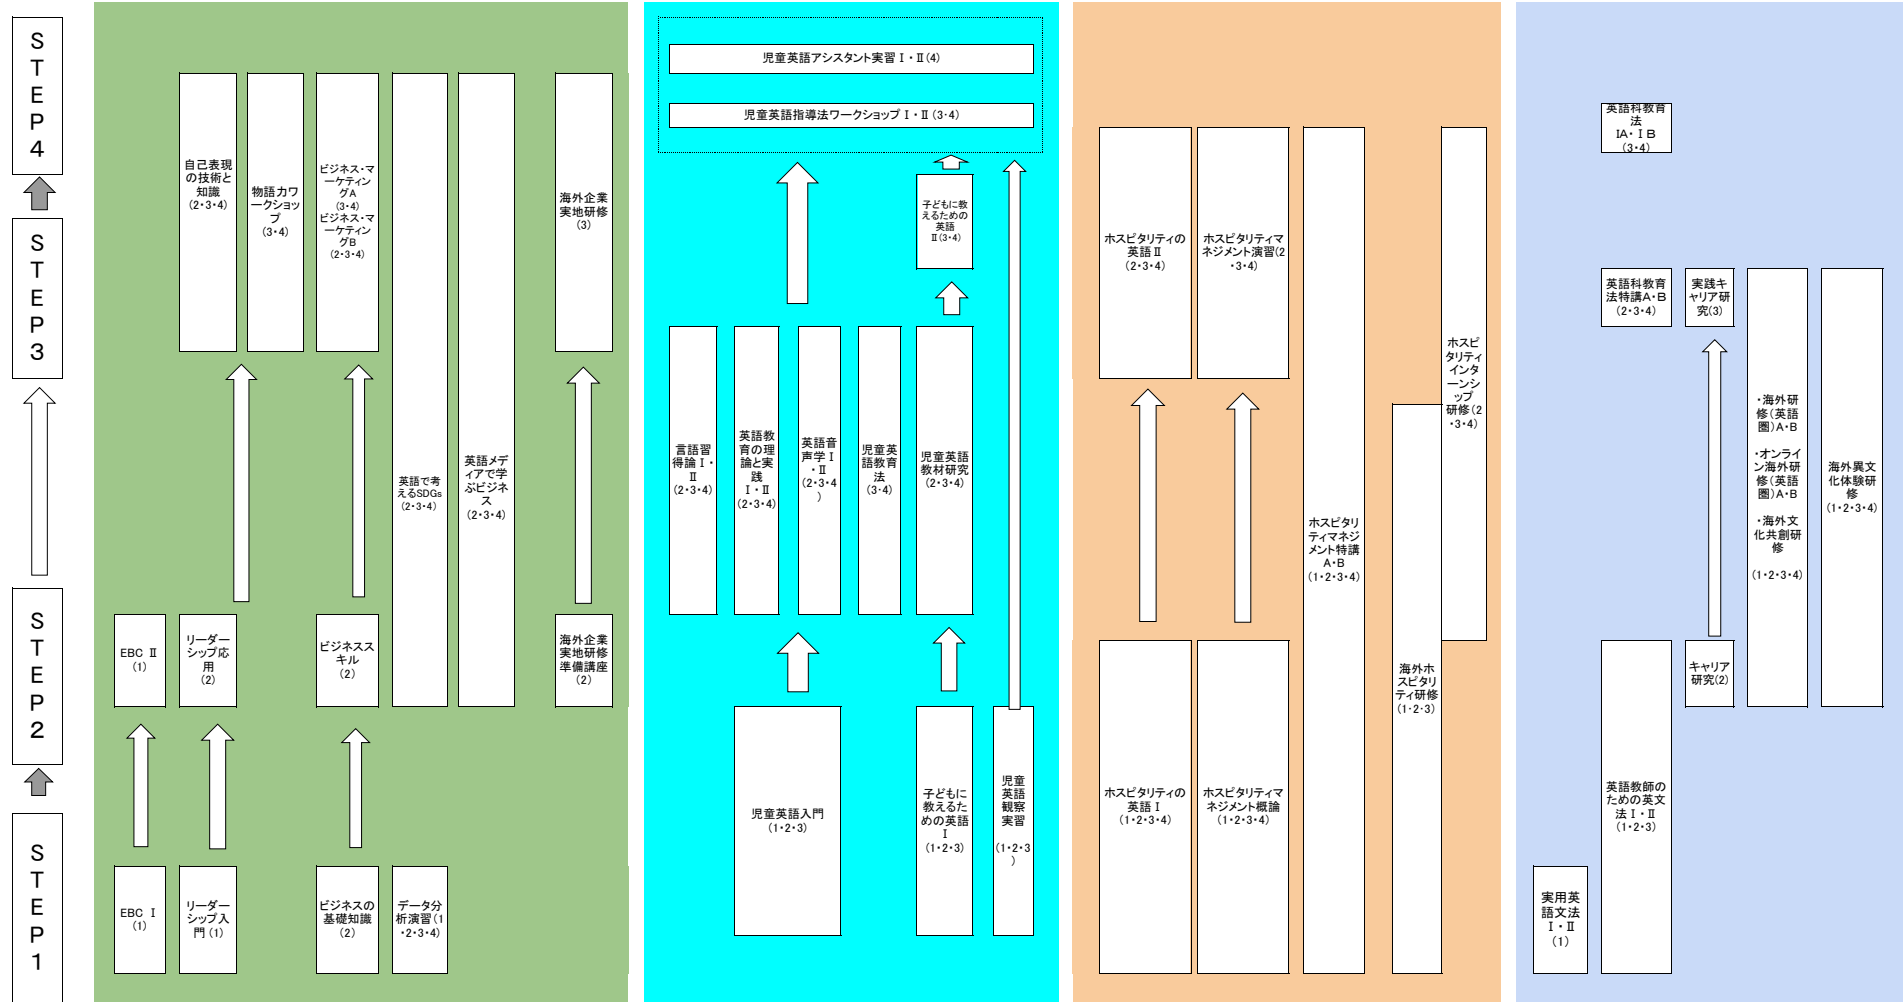 STEP4
STEP3
STEP2
STEP1
自己表現
の技術と
知識
(2・3・4)
物語力ワ
ークショッ
プ
(3・4)
ビジネス・マ
ーケティン
グA
(3・4)
ビジネス・マ
ーケティン
グB
(2・3・4)
英語で考
えるSDGs
(2・3・4)
英語メデ
ィアで学
ぶビジネ
ス
(2・3・4)
海外企業
実地研修
(3)
EBC Ⅱ
(1)
リーダー
シップ応
用
(2)
ビジネスス
キル
(2)
海外企業
実地研修
準備講座
(2)
EBC Ⅰ
(1)
リーダー
シップ入
門(1)
ビジネスの
基礎知識
(2)
データ分
析演習(1
・2・3・4)
児童英語アシスタント実習Ⅰ・Ⅱ(4)
児童英語指導法ワークショップⅠ・Ⅱ(3・4)
子どもに教
えるための
英語
Ⅱ(3・4)
言語習
得論Ⅰ・
Ⅱ
(2・3・4)
英語教
育の理
論と実
践
Ⅰ・Ⅱ
(2・3・4)
英語音
声学Ⅰ
・Ⅱ
(2・3・4
)
児童英
語教育
法
(3・4)
児童英語
教材研究
(2・3・4)
児童英語入門
(1・2・3)
子どもに
教えるた
めの英語
Ⅰ
(1・2・3)
児童
英語
観察
実習
(1・2・3
)
ホスピタリティの
英語Ⅱ
(2・3・4)
ホスピタリティマ
ネジメント演習(2
・3・4)
ホスピタリ
ティマネジ
メント特講
A・B
(1・2・3・4)
ホスピ
タリティ
インタ
ーンシ
ップ
研修(2
・3・4)
海外ホ
スピタリ
ティ研修
(1・2・3)
ホスピタリティの
英語Ⅰ
(1・2・3・4)
ホスピタリティマ
ネジメント概論
(1・2・3・4)
英語科教育
法
ⅠA・ⅠB
(3・4)
英語科教育
法特講A・B
(2・3・4)
実践キ
ャリア研
究(3)
・海外研
修(英語
圏)A・B
・オンライ
ン海外研
修(英語
圏)A・B
・海外文
化共創研
修
(1・2・3・4)
海外異文
化体験研
修
(1・2・3・4)
キャリア
研究(2)
英語教師の
ための英文
法Ⅰ・Ⅱ
(1・2・3)
実用英
語文法
Ⅰ・Ⅱ
(1)